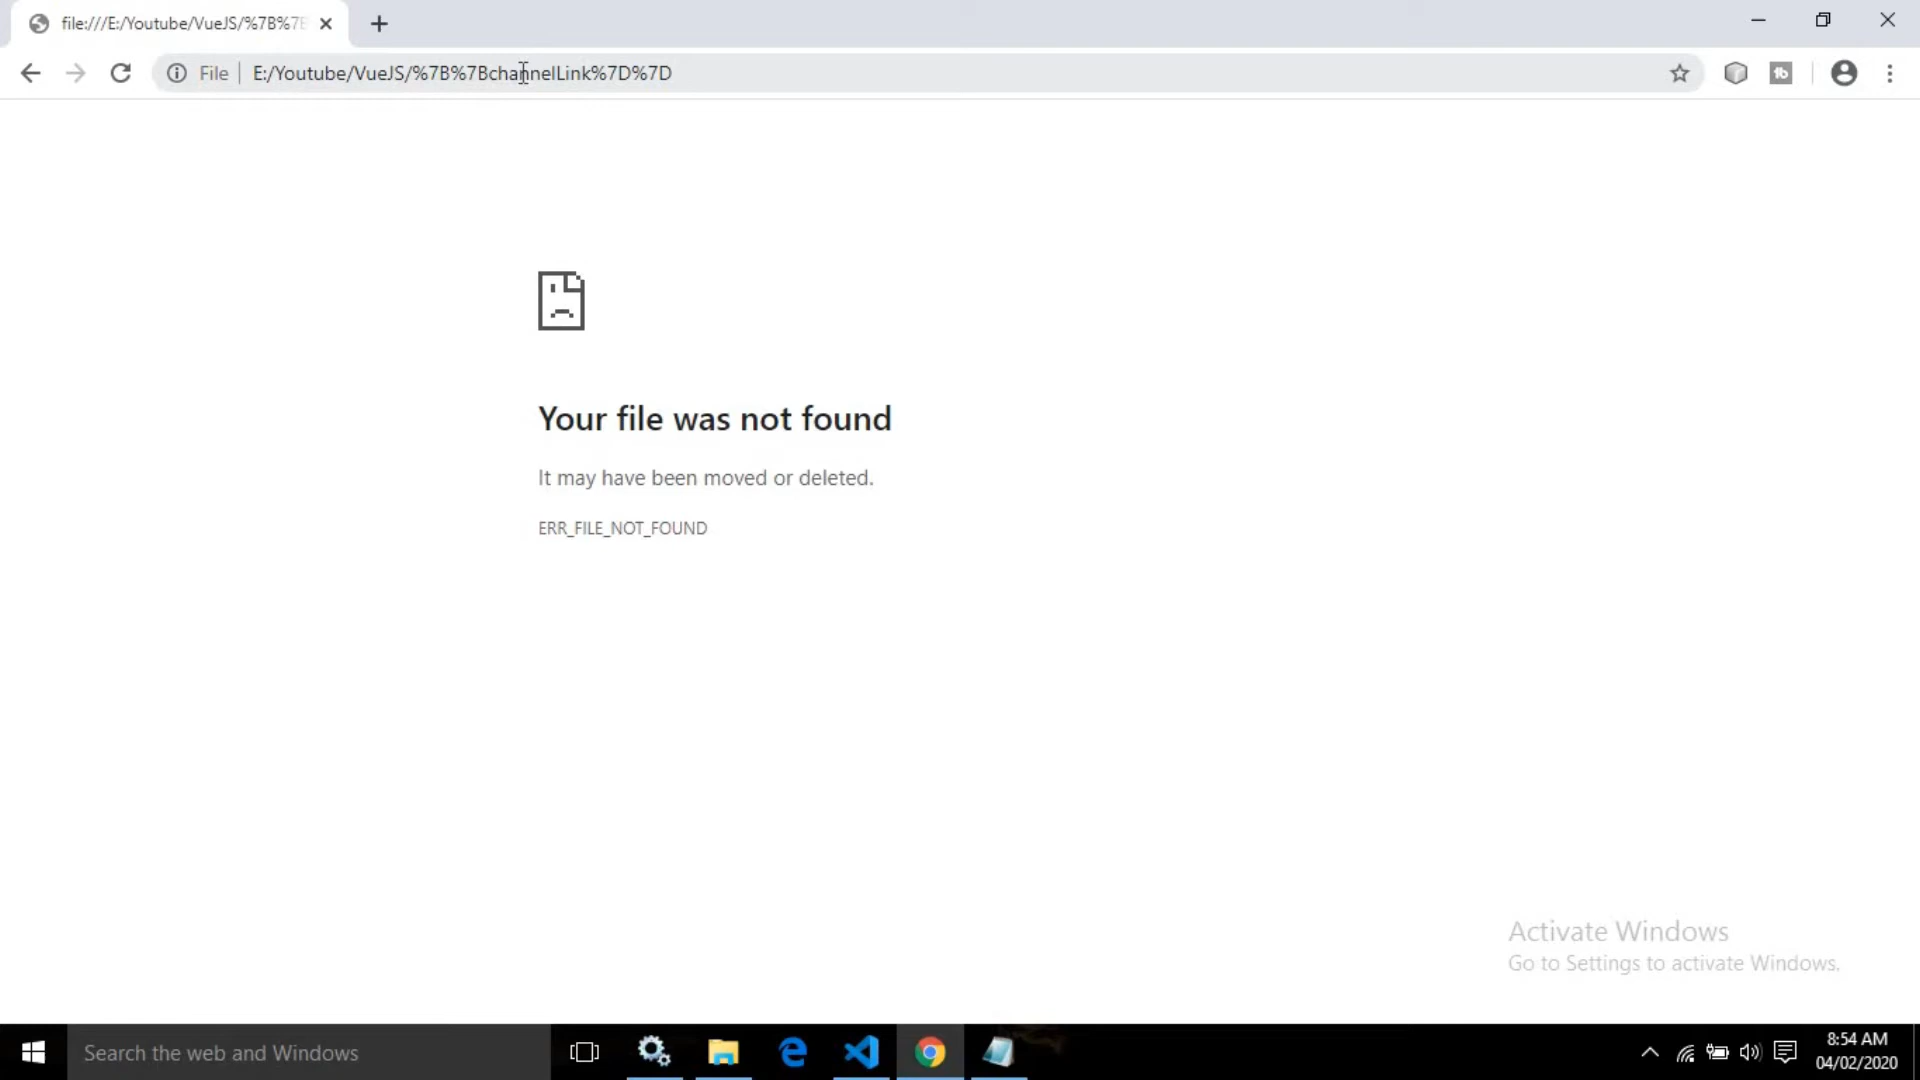 file:///E:/Youtube/VueJS/%7B%7B
File
E:/Youtube/VueJS/%7B%7BchannelLink%7D%7D
Your file was not found
It may have been moved or deleted.
ERR_FILE_NOT_FOUND
Activate Windows
Go to Settings to activate Windows.
Search the web and Windows
8:54 AM
04/02/2020